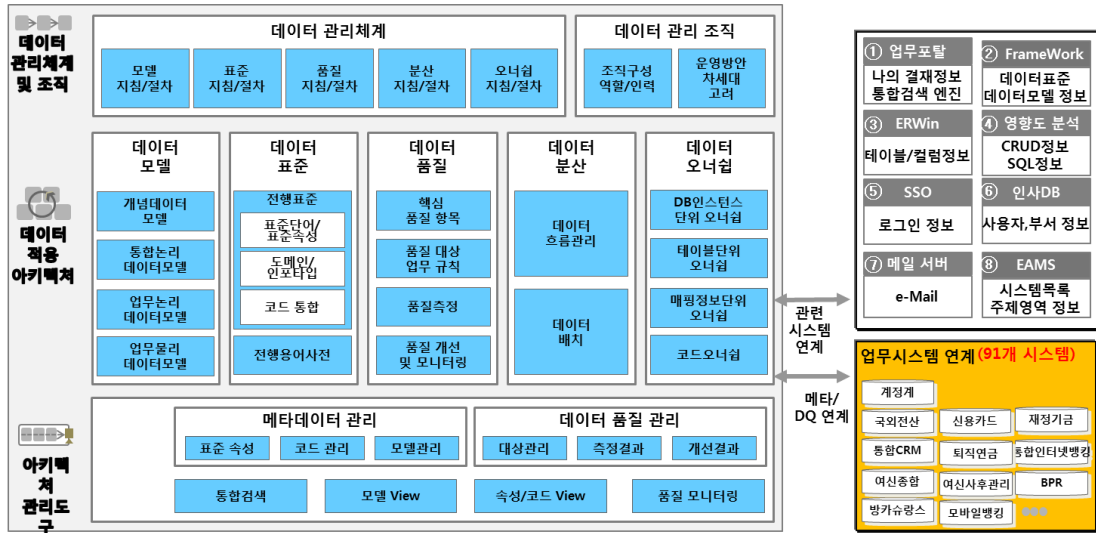 데이터
관리체계
및 조직
데이터 관리체계
모델
지침/절차
표준
지침/절차
품질
지침/절차
분산
지침/절차
오너쉽
지침/절차
데이터 관리 조직
조직구성
역할/인력
운영방안
차세대
고려
데이터
적용
아키텍쳐
데이터
모델
개념데이터
모델
통합논리
데이터모델
업무논리
데이터모델
업무물리
데이터모델
데이터
표준
전행표준
표준단어/
표준속성
도메인/
인포타입
코드 통합
전행용어사전
데이터
품질
핵심
품질 항목
품질 대상
업무 규칙
품질측정
품질 개선
및 모니터링
데이터
분산
데이터
흐름관리
데이터
배치
데이터
오너쉽
DB인스턴스
단위 오너쉽
테이블단위
오너쉽
매핑정보단위
오너쉽
코드오너쉽
아키텍
쳐
관리도
구
메타데이터 관리
표준 속성
코드 관리
모델관리
데이터 품질 관리
대상관리
측정결과
개선결과
통합검색
모델 View
속성/코드 View
품질 모니터링
관련
시스템
연계
메타/
DQ 연계
① 업무포탈
나의 결재정보
통합검색 엔진
② FrameWork
데이터표준
데이터모델 정보
③ ERWin
테이블/컬럼정보
④ 영향도 분석
CRUD정보
SQL정보
⑤ SSO
로그인 정보
⑥ 인사DB
사용자,부서 정보
⑦ 메일 서버
e-Mail
⑧ EAMS
시스템목록
주제영역 정보
업무시스템 연계 (91개 시스템)
계정계
국외전산
신용카드
재정기금
통합CRM
퇴직연금
통합인터넷뱅킹
여신종합
여신사후관리
BPR
방카슈랑스
모바일뱅킹